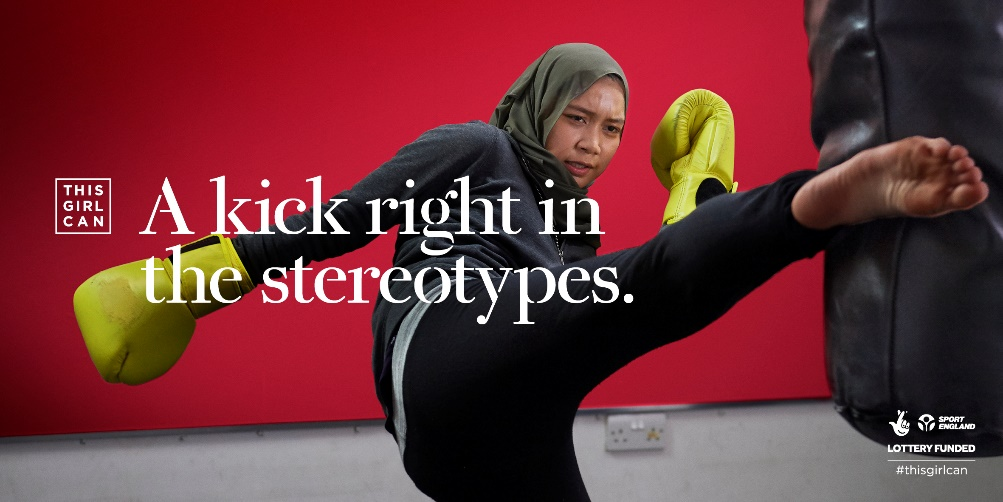 THIS
GIRL
CAN
A kick right in
the stereotypes.
SPORT
ENGLAND
LOTTERY FUNDED
#thisgirlcan